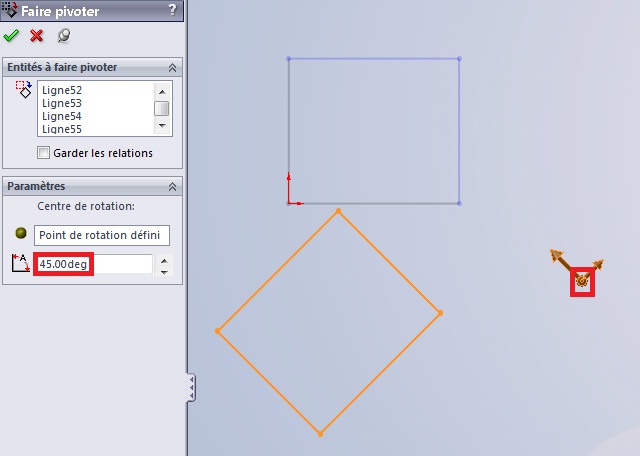 Faire pivoter ?
Entités à faire pivoter
Ligne52
Ligne53
Ligne54
Ligne55
Garder les relations
Paramètres
Centre de rotation:
Point de rotation défini
A
45.00deg